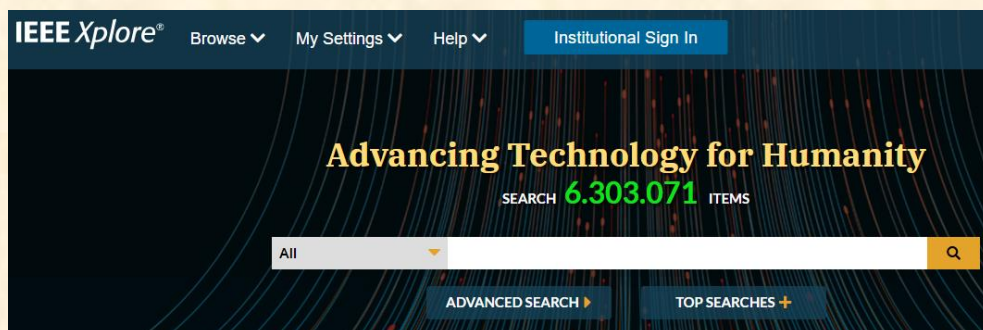 IEEE Xplore® Browse My Settings Help Institutional Sign In
Advancing Technology for Humanity
SEARCH 6.303.071 ITEMS
All
ADVANCED SEARCH TOP SEARCHES +